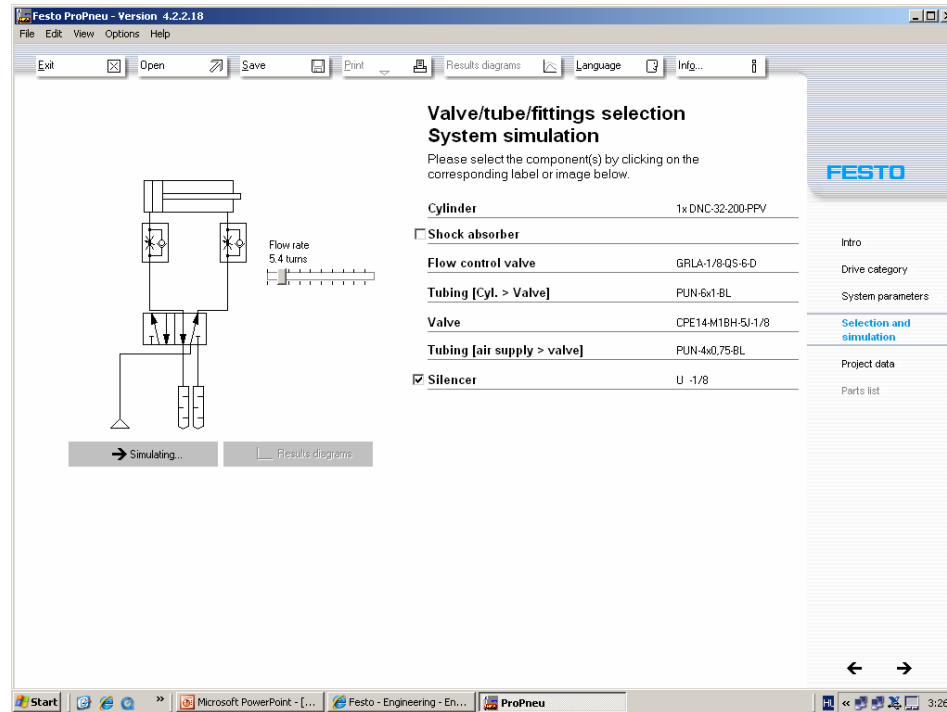 Festo ProPneu - Version 4.2.2.18
File Edit View Options Help
Exit Open Save Print Results diagrams Language Info...
Valve/tube/fittings selection
System simulation
Please select the component(s) by clicking on the
corresponding label or image below.
FESTO
Cylinder 1x DNC-32-200-PPV
Shock absorber
Flow control valve GRLA-1/8-QS-6-D
Tubing [Cyl. > Valve] PUN-6x1-BL
Valve CPE14-M1BH-5J-1/8
Tubing [air supply > valve] PUN-4x0,75-BL
Silencer U -1/8
Flow rate
5.4 turns
Simulating...
Results diagrams
Intro
Drive category
System parameters
Selection and
simulation
Project data
Parts list
Start Microsoft PowerPoint - [... Festo - Engineering - En... ProPneu HU 3:26